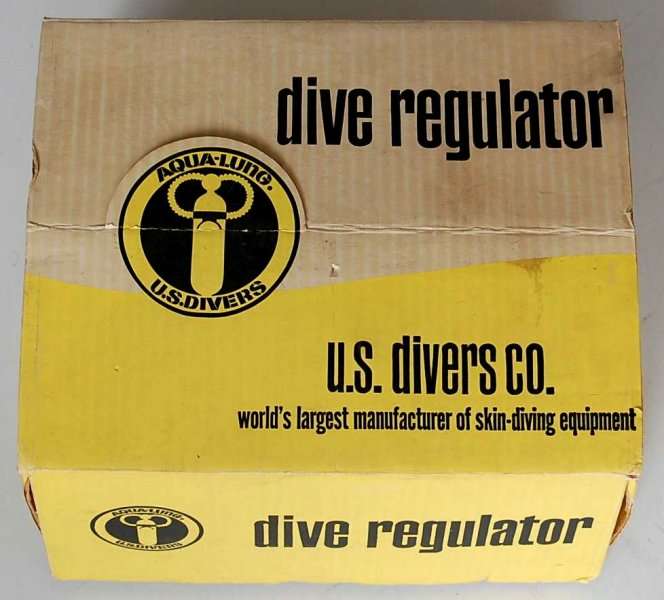 dive regulator
AQUA-LUNG.
U.S.DIVERS
u.s. divers co.
world's largest manufacturer of skin-diving equipment
AQUA-LUNG.
U.S.DIVERS
dive regulator